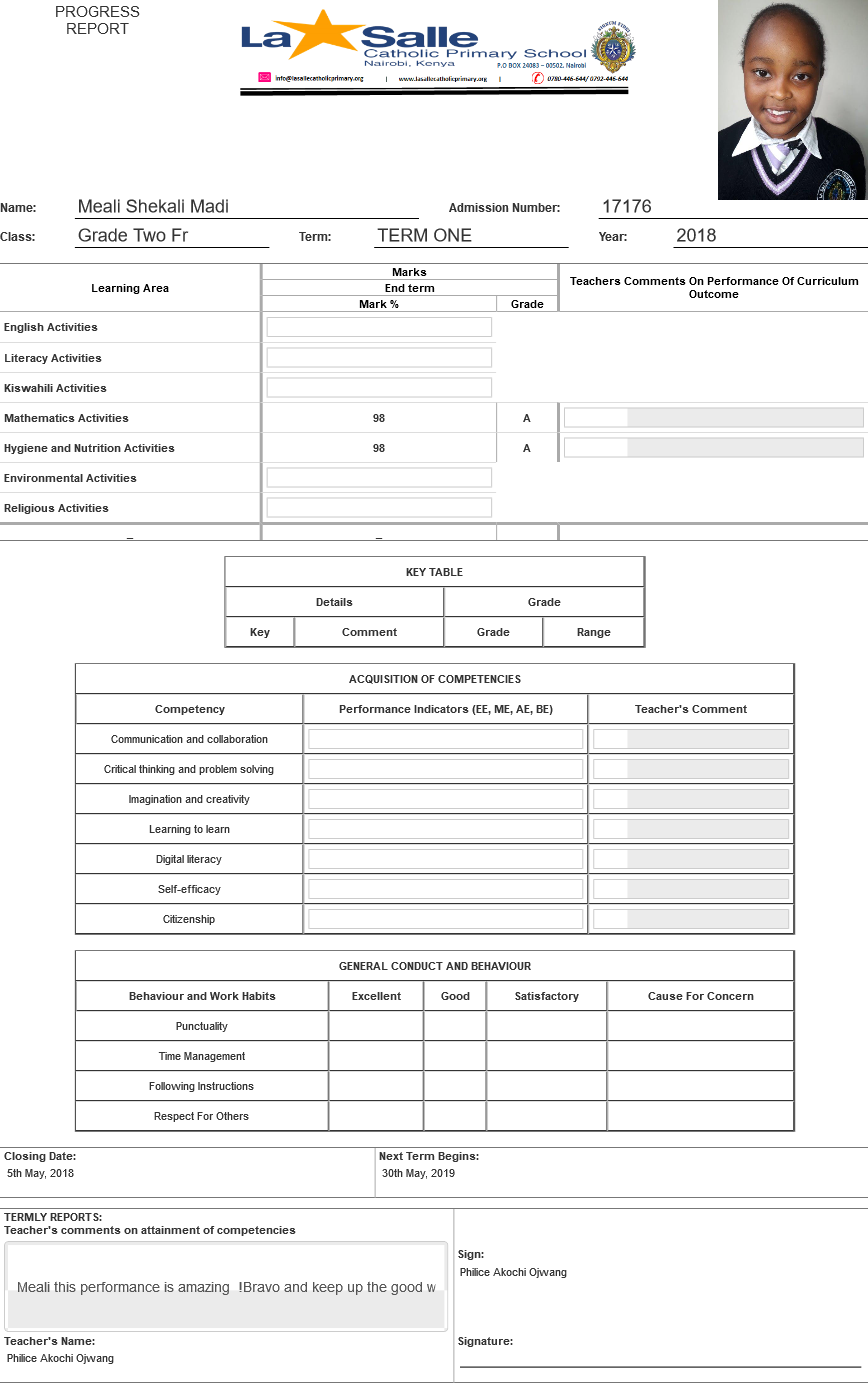 PROGRESS
REPORT
La Salle
Catholic Primary School
Nairobi, Kenya
P.O BOX 24083 – 00502, Nairobi
info@lasallecatholicprimary.org | www.lasallecatholicprimary.org | 0780-446-644/ 0792-446-644
Name: Meali Shekali Madi Admission Number: 17176
Class: Grade Two Fr Term: TERM ONE Year: 2018
Learning Area Marks Teachers Comments On Performance Of Curriculum Outcome
End term
Mark % Grade
English Activities
Literacy Activities
Kiswahili Activities
Mathematics Activities 98 A
Hygiene and Nutrition Activities 98 A
Environmental Activities
Religious Activities
_ _
KEY TABLE
Details Grade
Key Comment Grade Range
ACQUISITION OF COMPETENCIES
Competency Performance Indicators (EE, ME, AE, BE) Teacher's Comment
Communication and collaboration
Critical thinking and problem solving
Imagination and creativity
Learning to learn
Digital literacy
Self-efficacy
Citizenship
GENERAL CONDUCT AND BEHAVIOUR
Behaviour and Work Habits Excellent Good Satisfactory Cause For Concern
Punctuality
Time Management
Following Instructions
Respect For Others
Closing Date: Next Term Begins:
5th May, 2018 30th May, 2019
TERMLY REPORTS:
Teacher's comments on attainment of competencies
Meali this performance is amazing !Bravo and keep up the good w
Sign:
Philice Akochi Ojwang
Teacher's Name:
Philice Akochi Ojwang
Signature: